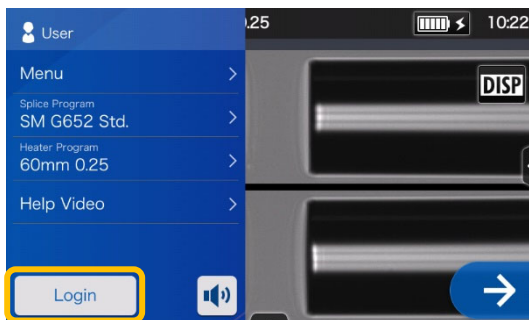 User
.25
10:22
Menu
DISP
Splice Program
SM G652 Std.
Heater Program
60mm 0.25
Help Video
Login